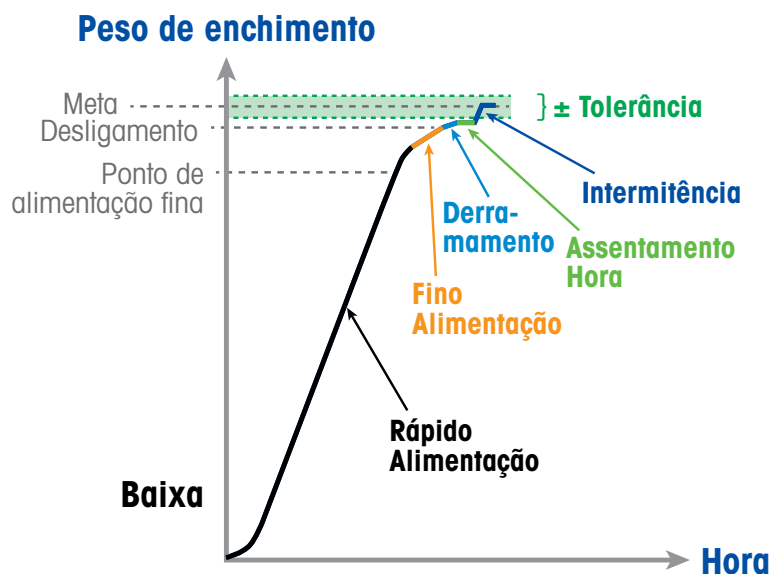 Peso de enchimento
Meta
Desligamento
Ponto de
alimentação fina
} ± Tolerância
Intermitência
Derra-
mamento
Assentamento
Hora
Fino
Alimentação
Rápido
Alimentação
Baixa
Hora